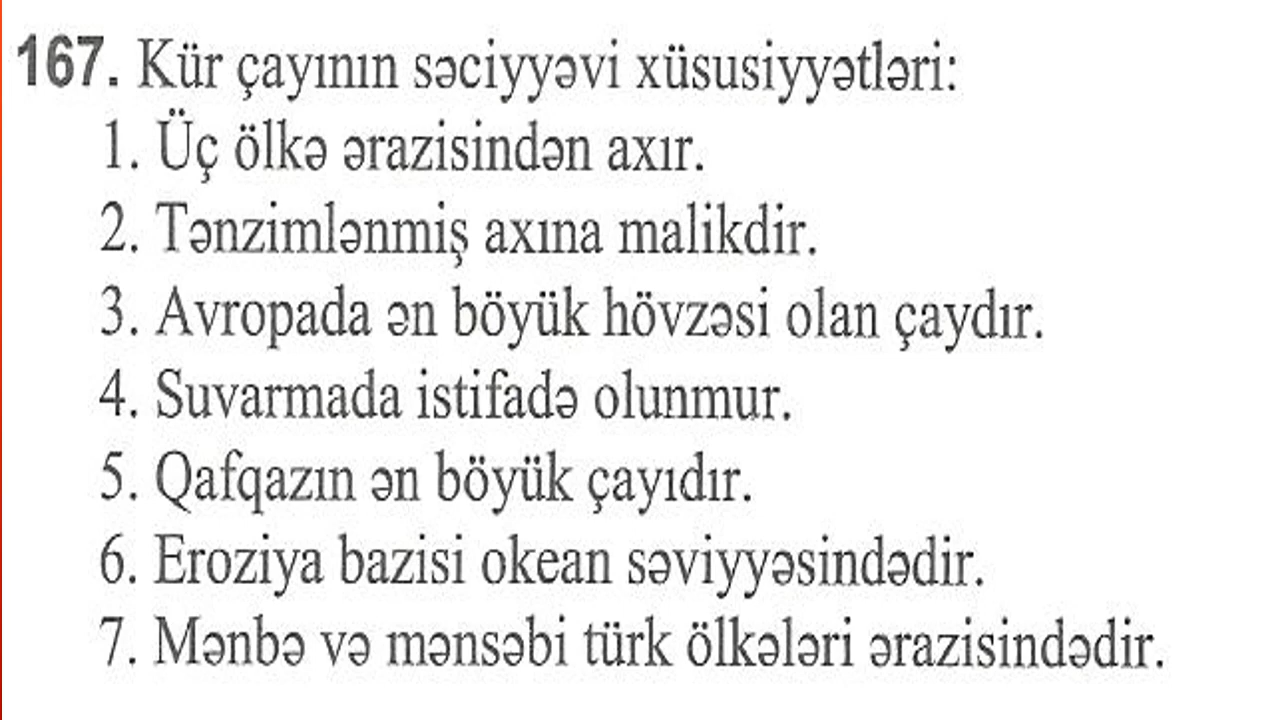 167. Kür çayının səciyyəvi xüsusiyyətləri:
1. Üç ölkə ərazisindən axır.
2. Tənzimlənmiş axına malikdir.
3. Avropada ən böyük hövzəsi olan çaydır.
4. Suvarmada istifadə olunmur.
5. Qafqazın ən böyük çayıdır.
6. Eroziya bazisi okean səviyyəsindədir.
7. Mənbə və mənsəbi türk ölkələri ərazisindədir.